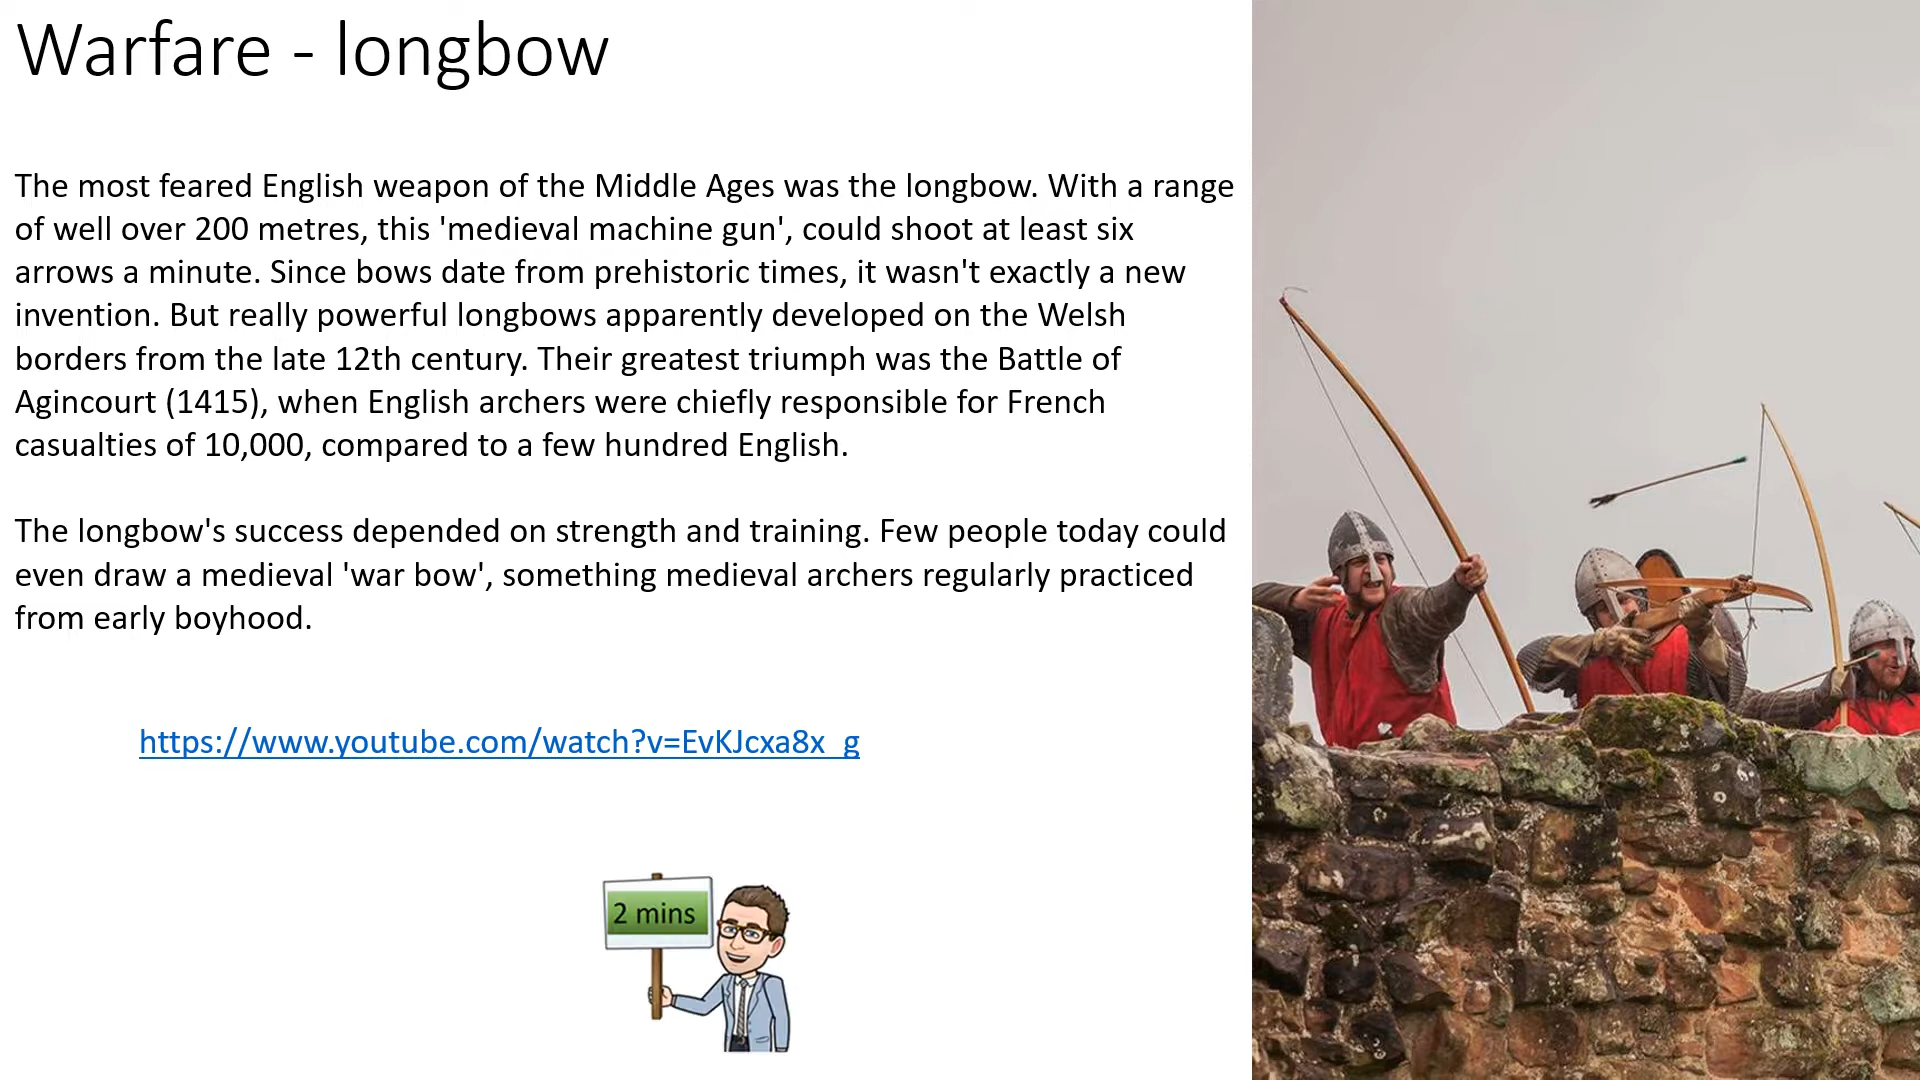 Warfare - longbow
The most feared English weapon of the Middle Ages was the longbow. With a range
of well over 200 metres, this 'medieval machine gun', could shoot at least six
arrows a minute. Since bows date from prehistoric times, it wasn't exactly a new
invention. But really powerful longbows apparently developed on the Welsh
borders from the late 12th century. Their greatest triumph was the Battle of
Agincourt (1415), when English archers were chiefly responsible for French
casualties of 10,000, compared to a few hundred English.
The longbow's success depended on strength and training. Few people today could
even draw a medieval 'war bow', something medieval archers regularly practiced
from early boyhood.
https://www.youtube.com/watch?v=EvKJcxa8x_g
2 mins